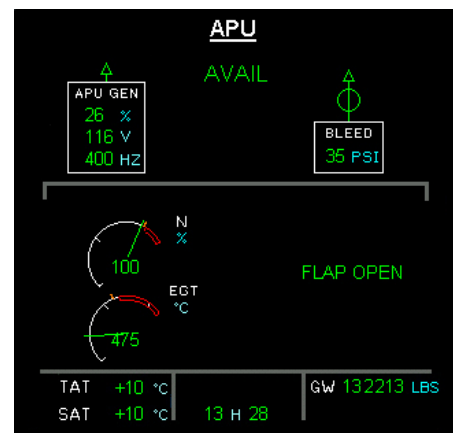 APU
AVAIL
APU GEN
26 %
116 V
400 HZ
BLEED
35 PSI
N
%
100
FLAP OPEN
EGT
°C
475
TAT +10 °C
GW 132213 LBS
SAT +10 °C
13 H 28